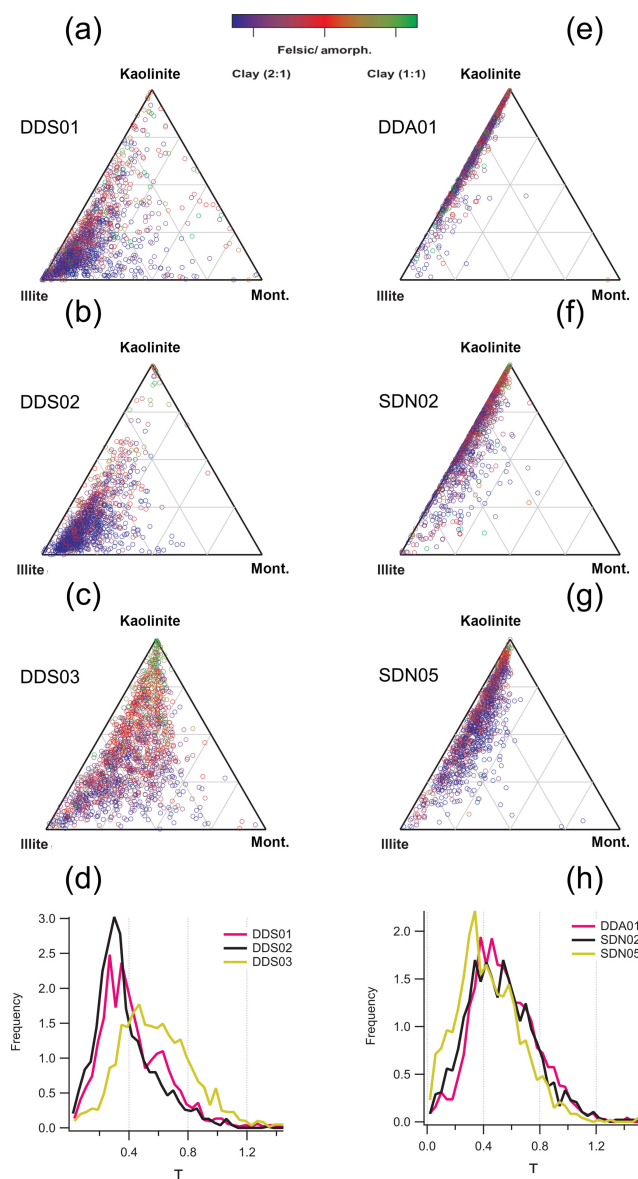 (a)
(e)
Felsic/ amorph.
Clay (2:1)
Clay (1:1)
Kaolinite
Kaolinite
DDS01
DDA01
Illite
Mont.
Illite
Mont.
(b)
(f)
Kaolinite
Kaolinite
DDS02
SDN02
Illite
Mont.
Illite
Mont.
(c)
(g)
Kaolinite
Kaolinite
DDS03
SDN05
Illite
Mont.
Illite
Mont.
(d)
(h)
3.0
2.5
2.0
1.5
1.0
0.5
0.0
Frequency
DDS01
DDS02
DDS03
0.4
0.8
1.2
T
2.0
1.5
1.0
0.5
0.0
Frequency
DDA01
SDN02
SDN05
0.0
0.4
0.8
1.2
T